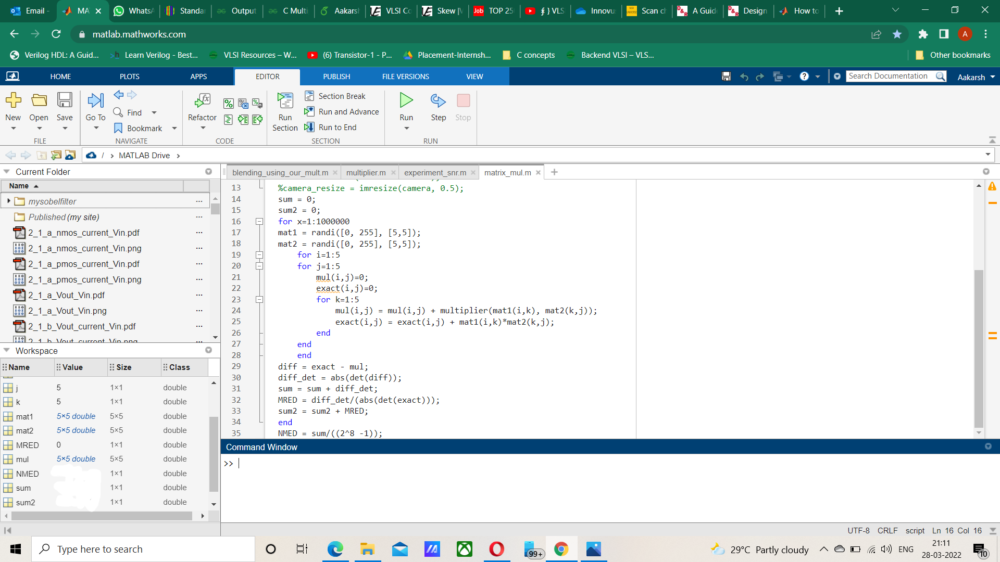 Email - MA WhatsA Standar Output C Multi Aakarsh VLSI Co Skew |V Job TOP 25 ∮ } VLS Innovu Scan ch A Guid Design How to
matlab.mathworks.com A
Verilog HDL: A Guid... Learn Verilog - Best... VLSI Resources – W... (6) Transistor-1 - P... Placement-Internsh... C concepts Backend VLSI – VLS... Other bookmarks
HOME PLOTS APPS EDITOR PUBLISH FILE VERSIONS VIEW Search Documentation Aakarsh
Section Break
New Open Save Go To Find Refactor Run Run and Advance Run Step Stop
Bookmark Section Run to End
FILE NAVIGATE CODE SECTION RUN
/ › MATLAB Drive ›
Current Folder
Name
mysobelfilter
Published (my site)
2_1_a_nmos_current_Vin.pdf
2_1_a_nmos_current_Vin.png
2_1_a_pmos_current_Vin.pdf
2_1_a_pmos_current_Vin.png
2_1_a_Vout_Vin.pdf
2_1_a_Vout_Vin.png
2_1_b_Vout_current_Vin.pdf
2_1_b_Vout_current_Vin.png
Workspace
Name Value Size Class
j 5 1×1 double
k 5 1×1 double
mat1 5×5 double 5×5 double
mat2 5×5 double 5×5 double
MRED 0 1×1 double
mul 5×5 double 5×5 double
NMED 1×1 double
sum 1×1 double
sum2 1×1 double
blending_using_our_mult.m multiplier.m experiment_snr.m matrix_mul.m
13 %camera_resize = imresize(camera, 0.5);
14 sum = 0;
15 sum2 = 0;
16 for x=1:1000000
17 mat1 = randi([0, 255], [5,5]);
18 mat2 = randi([0, 255], [5,5]);
19 for i=1:5
20 for j=1:5
21 mul(i,j)=0;
22 exact(i,j)=0;
23 for k=1:5
24 mul(i,j) = mul(i,j) + multiplier(mat1(i,k), mat2(k,j));
25 exact(i,j) = exact(i,j) + mat1(i,k)*mat2(k,j);
26 end
27 end
28 end
29 diff = exact - mul;
30 diff_det = abs(det(diff));
31 sum = sum + diff_det;
32 MRED = diff_det/(abs(det(exact)));
33 sum2 = sum2 + MRED;
34 end
35 NMED = sum/((2^8 -1));
Command Window
>>
UTF-8 CRLF script Ln 16 Col 16
Type here to search 99+ 29°C Partly cloudy ENG 21:11
28-03-2022 10